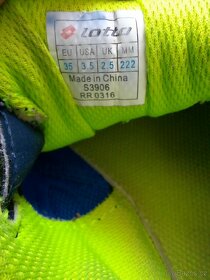 lotto
EU USA UK MM
35 3.5 2.5 222
Made in China
S3906
RR 0316